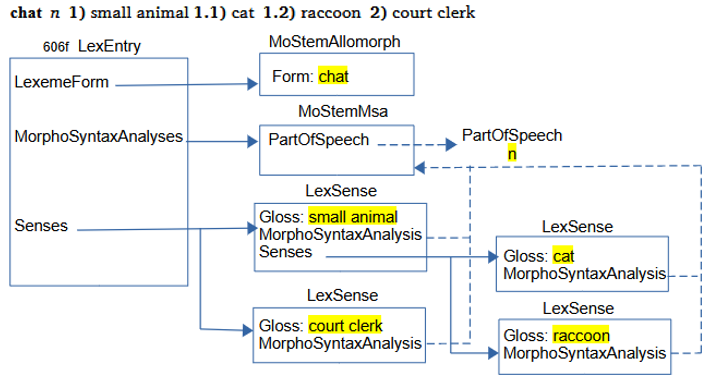 chat n 1) small animal 1.1) cat 1.2) raccoon 2) court clerk
606f LexEntry
LexemeForm
MorphoSyntaxAnalyses
Senses
MoStemAllomorph
Form: chat
MoStemMsa
PartOfSpeech
PartOfSpeech
n
LexSense
Gloss: small animal
MorphoSyntaxAnalysis
Senses
LexSense
Gloss: court clerk
MorphoSyntaxAnalysis
LexSense
Gloss: cat
MorphoSyntaxAnalysis
LexSense
Gloss: raccoon
MorphoSyntaxAnalysis